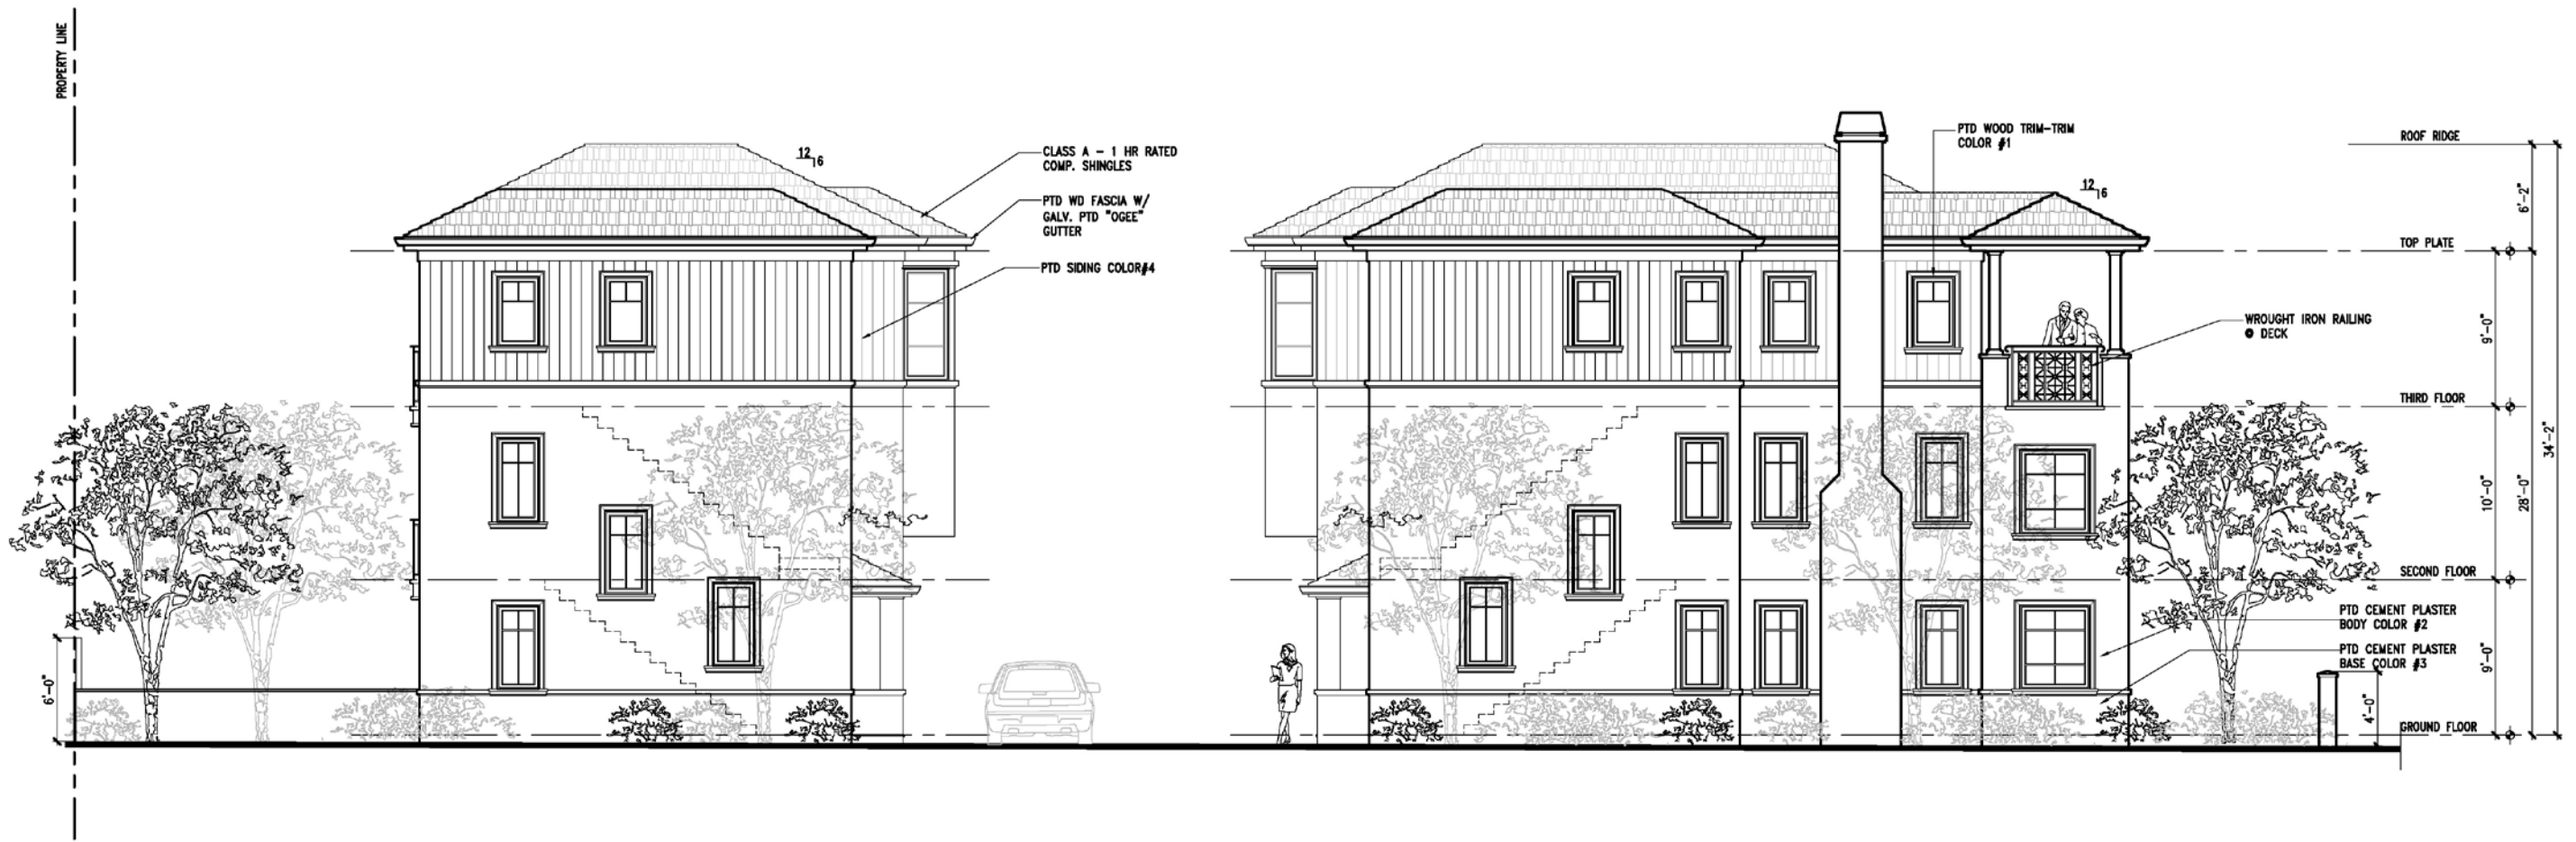 PROPERTY LINE
12
6
CLASS A - 1 HR RATED
COMP. SHINGLES
PTD WD FASCIA W/
GALV. PTD "OGEE"
GUTTER
PTD SIDING COLOR#4
6'-0"
PTD WOOD TRIM-TRIM
COLOR #1
12
6
WROUGHT IRON RAILING
@ DECK
PTD CEMENT PLASTER
BODY COLOR #2
PTD CEMENT PLASTER
BASE COLOR #3
4'-0"
ROOF RIDGE
TOP PLATE
THIRD FLOOR
SECOND FLOOR
GROUND FLOOR
6'-2"
9'-0"
10'-0"
9'-0"
28'-0"
34'-2"